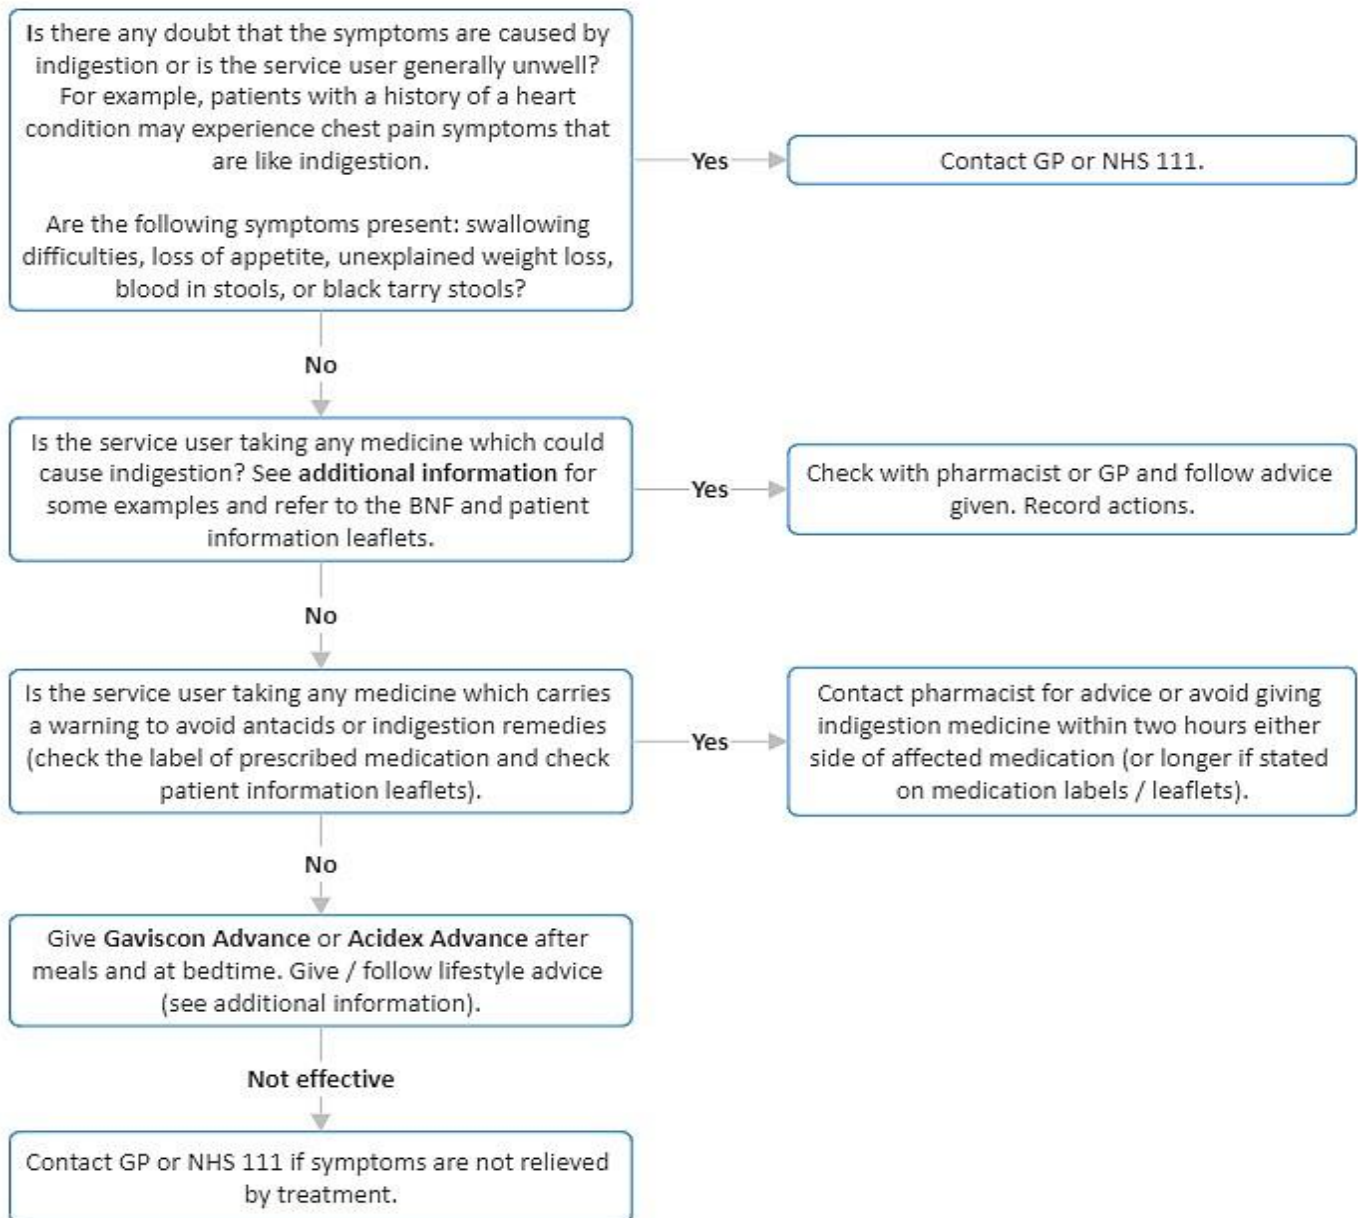 Is there any doubt that the symptoms are caused by
indigestion or is the service user generally unwell?
For example, patients with a history of a heart
condition may experience chest pain symptoms that
are like indigestion.
Are the following symptoms present: swallowing
difficulties, loss of appetite, unexplained weight loss,
blood in stools, or black tarry stools?
Yes
Contact GP or NHS 111.
No
Is the service user taking any medicine which could
cause indigestion? See additional information for
some examples and refer to the BNF and patient
information leaflets.
Yes
Check with pharmacist or GP and follow advice
given. Record actions.
No
Is the service user taking any medicine which carries
a warning to avoid antacids or indigestion remedies
(check the label of prescribed medication and check
patient information leaflets).
Yes
Contact pharmacist for advice or avoid giving
indigestion medicine within two hours either
side of affected medication (or longer if stated
on medication labels / leaflets).
No
Give Gaviscon Advance or Acidex Advance after
meals and at bedtime. Give / follow lifestyle advice
(see additional information).
Not effective
Contact GP or NHS 111 if symptoms are not relieved
by treatment.